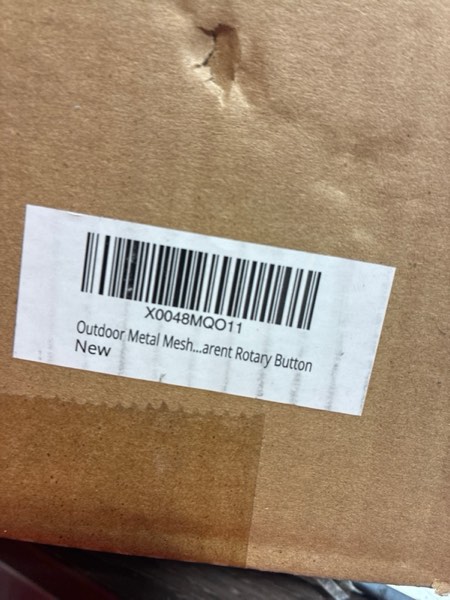 X0048MQO11
Outdoor Metal Mesh...arent Rotary Button
New